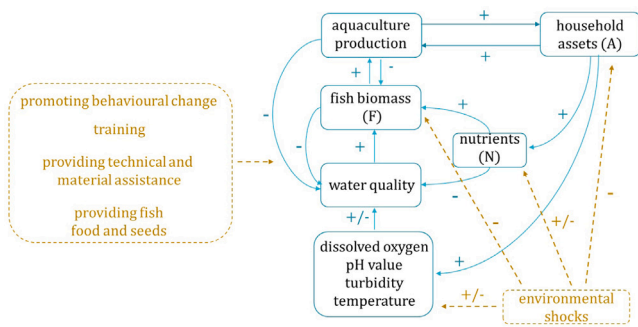 aquaculture
production
+
+
household
assets (A)
+
-
-
fish biomass
(F)
+
+
-
promoting behavioural change
training
providing technical and
material assistance
providing fish
food and seeds
-
+
nutrients
(N)
water quality
-
-
+/-
+/-
-
dissolved oxygen
pH value
turbidity
temperature
+
+/-
environmental
shocks